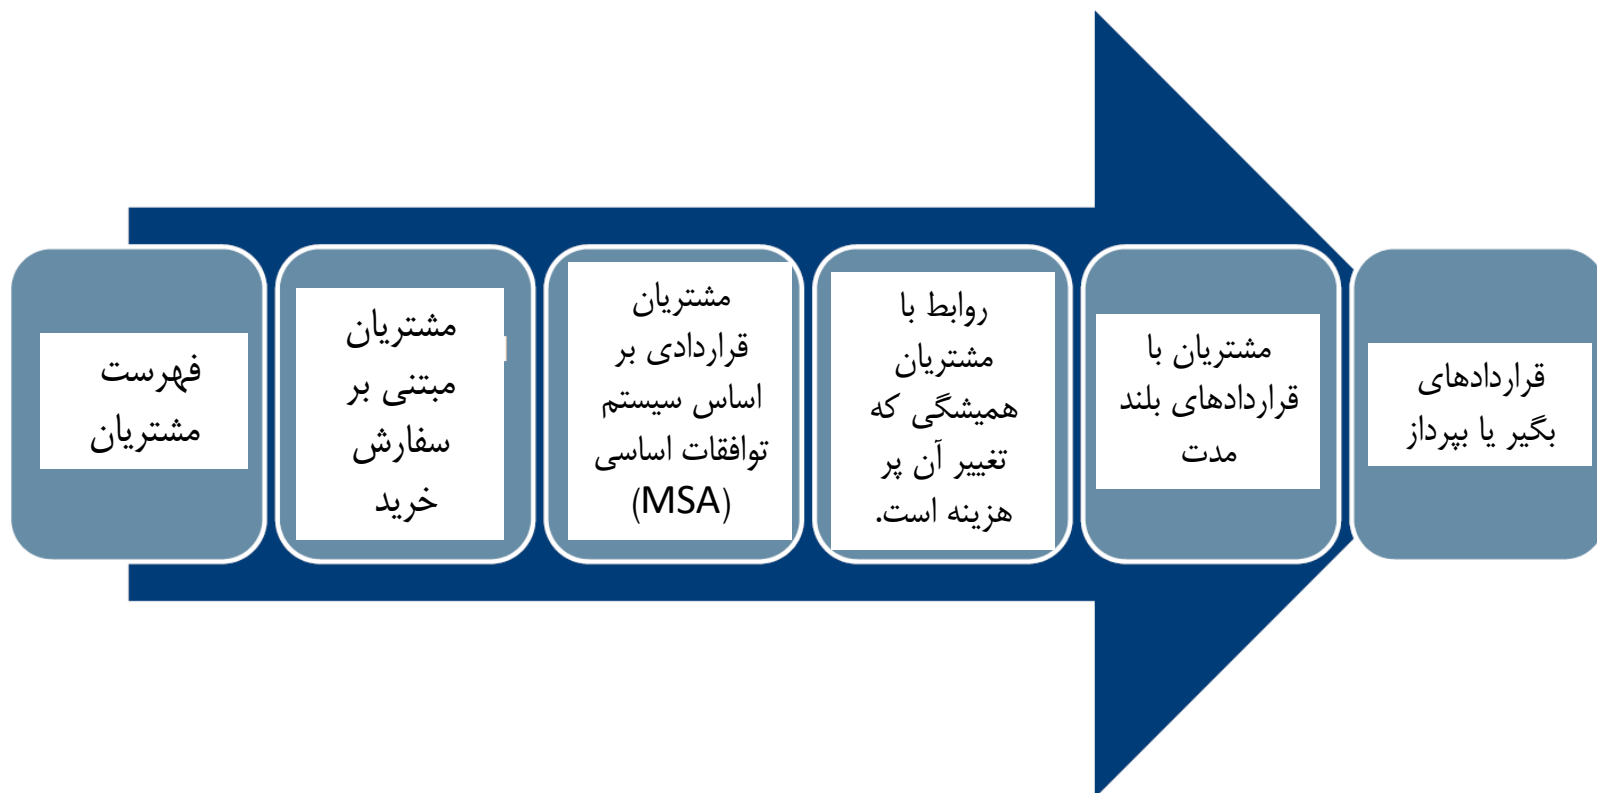 فهرست
مشتریان
مشتریان
مبتنی بر
سفارش
خرید
مشتریان
قراردادی بر
اساس سیستم
توافقات اساسی
(MSA)
روابط با
مشتریان
همیشگی که
تغییر آن پر
هزینه است.
مشتریان با
قراردادهای بلند
مدت
قراردادهای
بگیر یا بپرداز